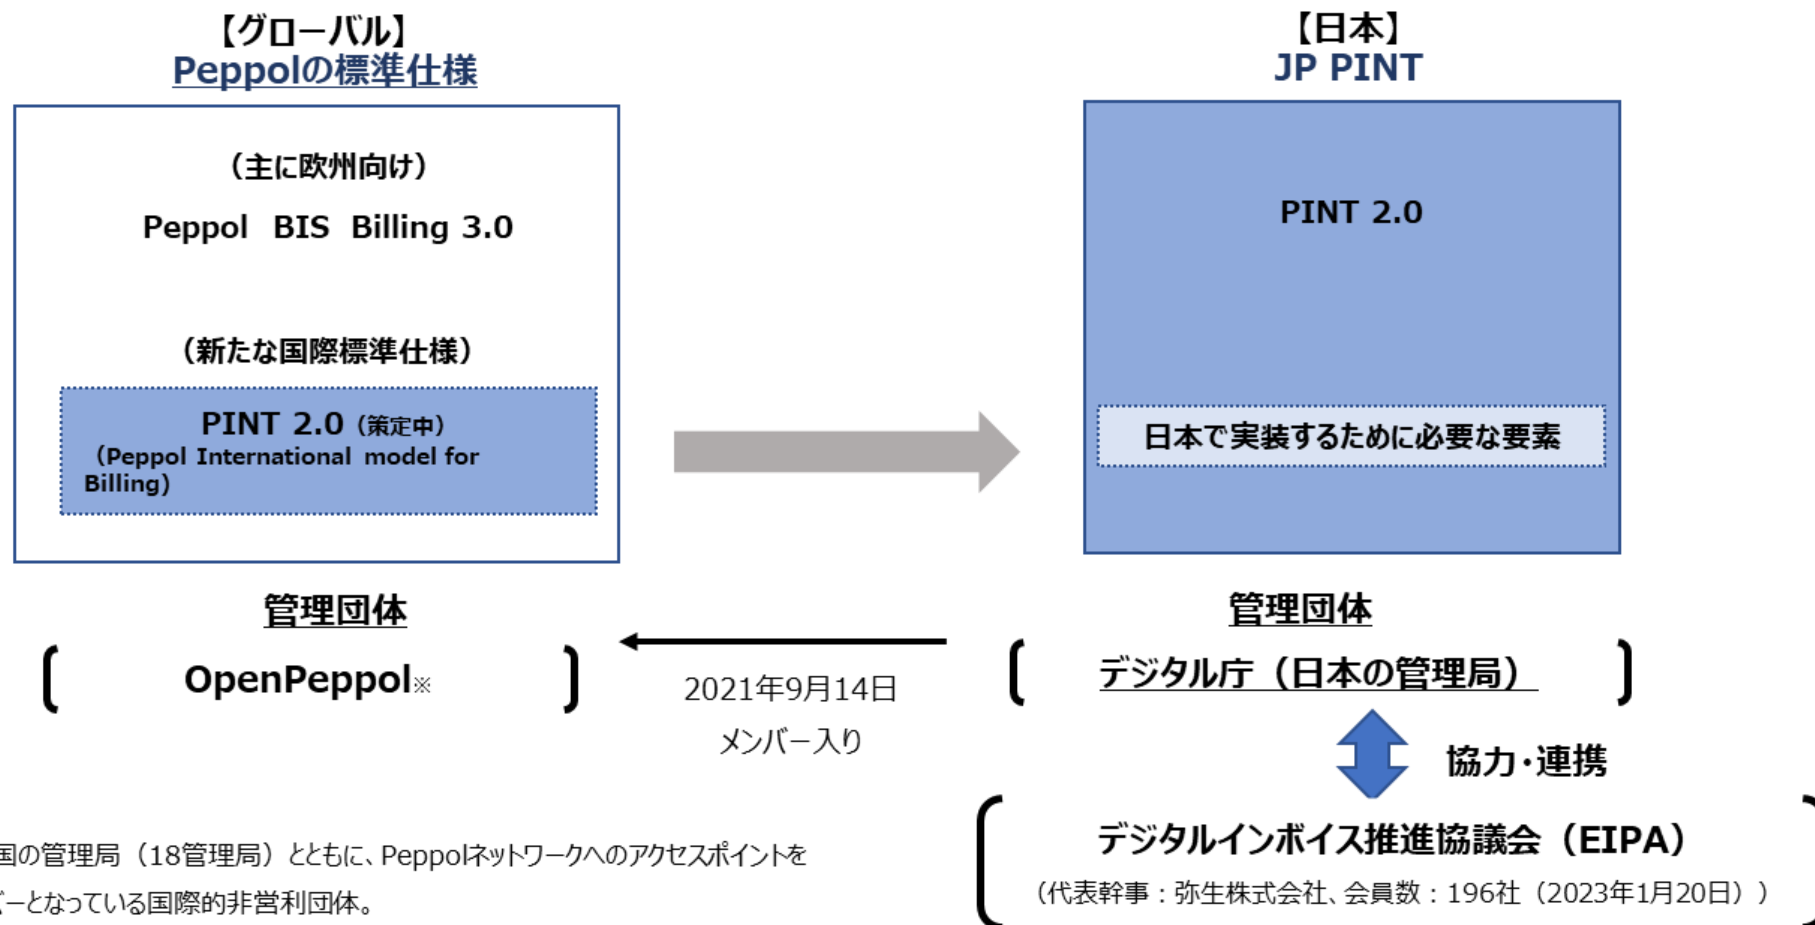 【グローバル】
Peppolの標準仕様
（主に欧州向け）
Peppol BIS Billing 3.0
（新たな国際標準仕様）
PINT 2.0（策定中）
（Peppol International model for
Billing)
【日本】
JP PINT
PINT 2.0
日本で実装するために必要な要素
管理団体
OpenPeppol※
2021年9月14日
メンバー入り
管理団体
デジタル庁（日本の管理局）
協力・連携
デジタルインボイス推進協議会（EIPA）
（代表幹事：弥生株式会社、会員数：196社（2023年1月20日））
国の管理局（18管理局）とともに、Peppolネットワークへのアクセスポイントを
ーとなっている国際的非営利団体。